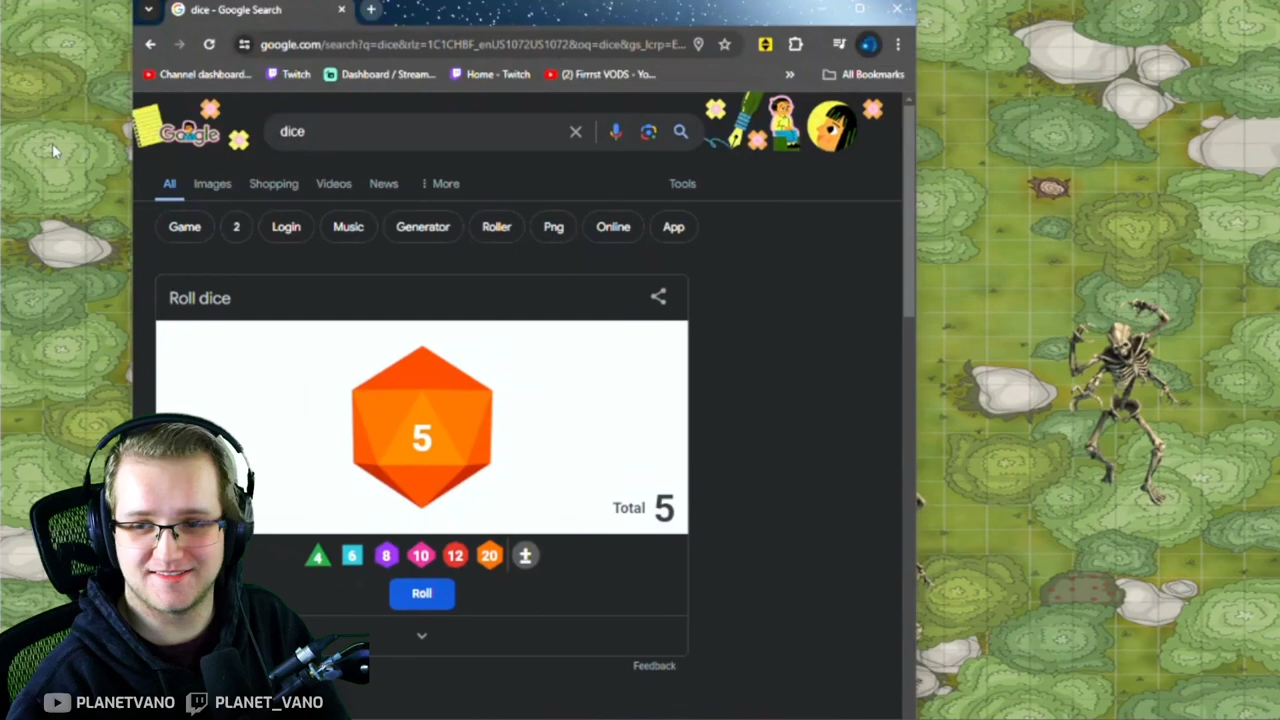 dice - Google Search
google.com/search?q=dice&rlz=1C1CHBF_enUS1072US1072&oq=dice&gs_lcrp=E...
Channel dashboard...
Twitch
Dashboard / Stream...
Home - Twitch
(2) Firrrst VODS - Yo...
»
All Bookmarks
Google
dice
All
Images
Shopping
Videos
News
More
Tools
Game
2
Login
Music
Generator
Roller
Png
Online
App
Roll dice
5
Total 5
4
6
8
10
12
20
±
Roll
Feedback
PLANETVANO
PLANET_VANO